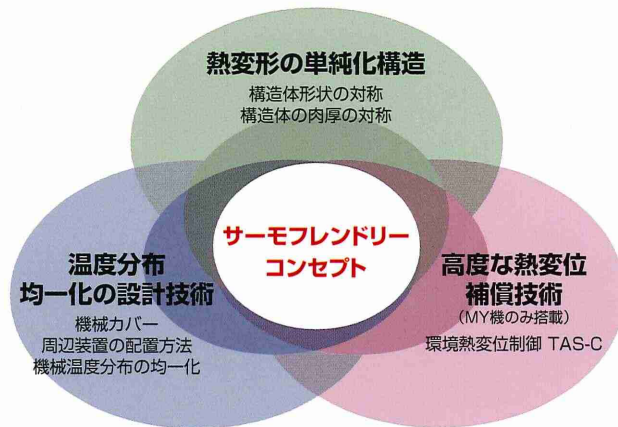 熱変形の単純化構造
構造体形状の対称
構造体の肉厚の対称
サーモフレンドリー
コンセプト
温度分布
均一化の設計技術
機械カバー
周辺装置の配置方法
機械温度分布の均一化
高度な熱変位
補償技術
(MY機のみ搭載)
環境熱変位制御 TAS-C